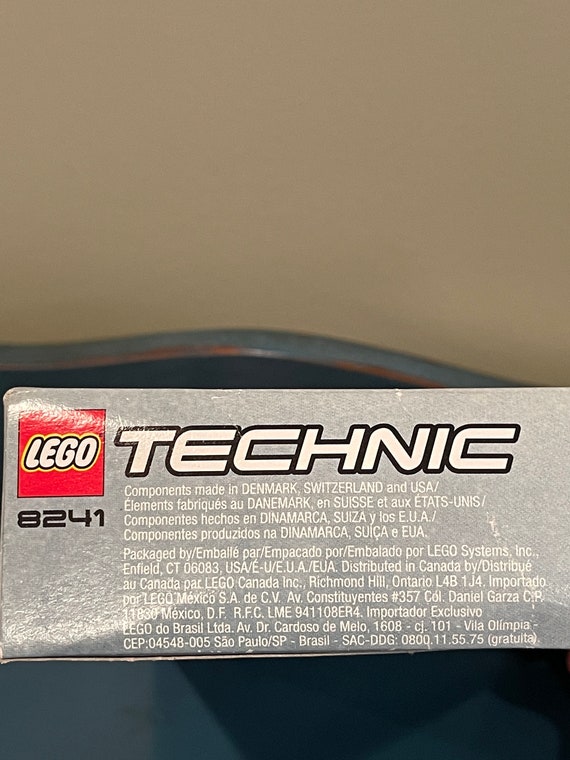 LEGO TECHNIC
8241
Components made in DENMARK, SWITZERLAND and USA/
Élements fabriqués au DANEMARK, en SUISSE et aux ÉTATS-UNIS/
Componentes hechos en DINAMARCA, SUIZA y los E.U.A./
Componentes produzidos na DINAMARCA, SUÍÇA e EUA.
Packaged by/Emballé par/Empacado por/Embalado por LEGO Systems, Inc.,
Enfield, CT 06083, USA/É-U/E.U.A./EUA. Distributed in Canada by/Distribué
au Canada par LEGO Canada Inc., Richmond Hill, Ontario L4B 1J4. Importado
por LEGO México S.A. de C.V. Av. Constituyentes #357 Col. Daniel Garza C.P.
11830 México, D.F. R.F.C. LME 941108ER4. Importador Exclusivo
LEGO do Brasil Ltda. Av. Dr. Cardoso de Melo, 1608 - cj. 101 - Vila Olímpia -
CEP:04548-005 São Paulo/SP - Brasil - SAC-DDG: 0800.11.55.75 (gratuita)